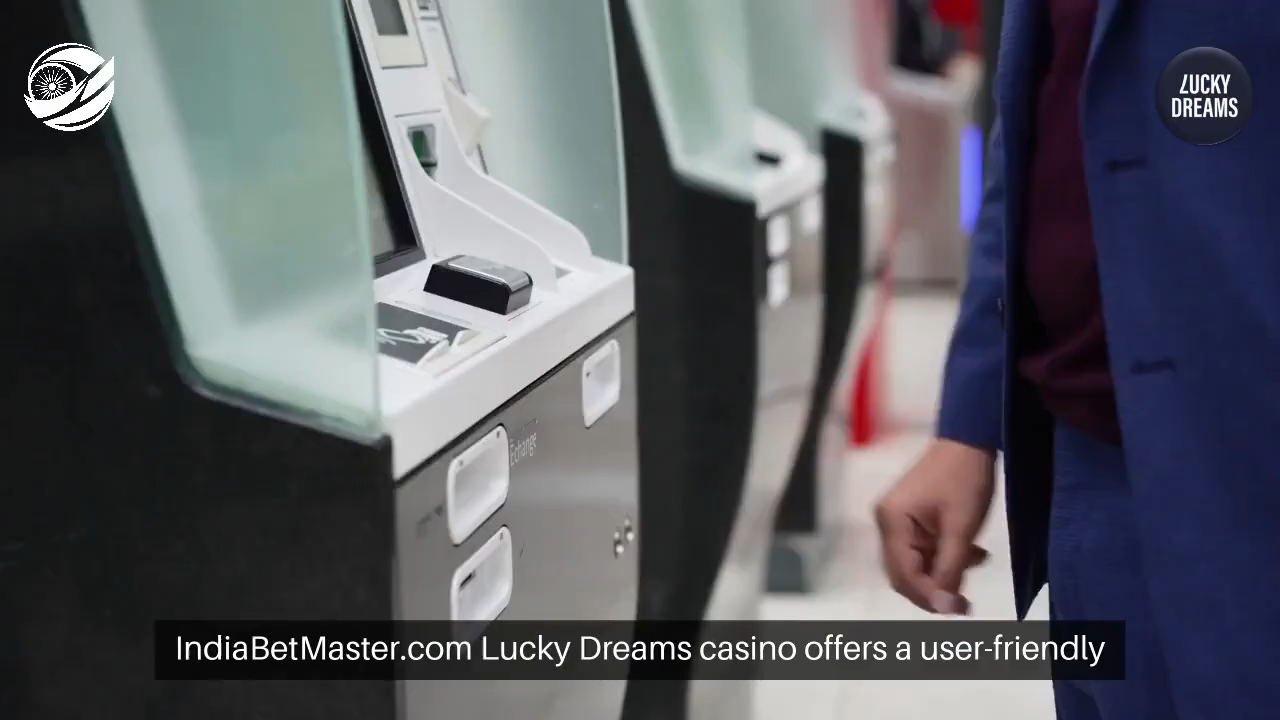 LUCKY
DREAMS
Echange
IndiaBetMaster.com Lucky Dreams casino offers a user-friendly